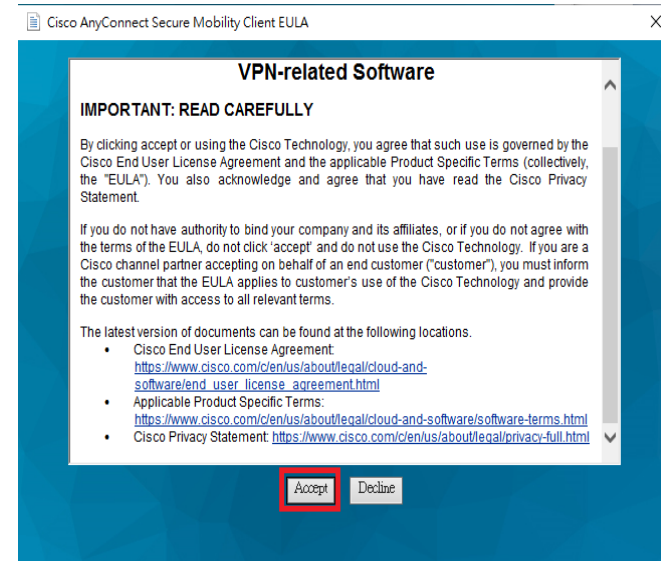 Cisco AnyConnect Secure Mobility Client EULA
VPN-related Software
IMPORTANT: READ CAREFULLY
By clicking accept or using the Cisco Technology, you agree that such use is governed by the
Cisco End User License Agreement and the applicable Product Specific Terms (collectively,
the "EULA"). You also acknowledge and agree that you have read the Cisco Privacy
Statement.
If you do not have authority to bind your company and its affiliates, or if you do not agree with
the terms of the EULA, do not click 'accept' and do not use the Cisco Technology. If you are a
Cisco channel partner accepting on behalf of an end customer ("customer"), you must inform
the customer that the EULA applies to customer's use of the Cisco Technology and provide
the customer with access to all relevant terms.
The latest version of documents can be found at the following locations.
• Cisco End User License Agreement:
https://www.cisco.com/c/en/us/about/legal/cloud-and-
software/end_user_license_agreement.html
• Applicable Product Specific Terms:
https://www.cisco.com/c/en/us/about/legal/cloud-and-software/software-terms.html
• Cisco Privacy Statement: https://www.cisco.com/c/en/us/about/legal/privacy-full.html
Accept Decline